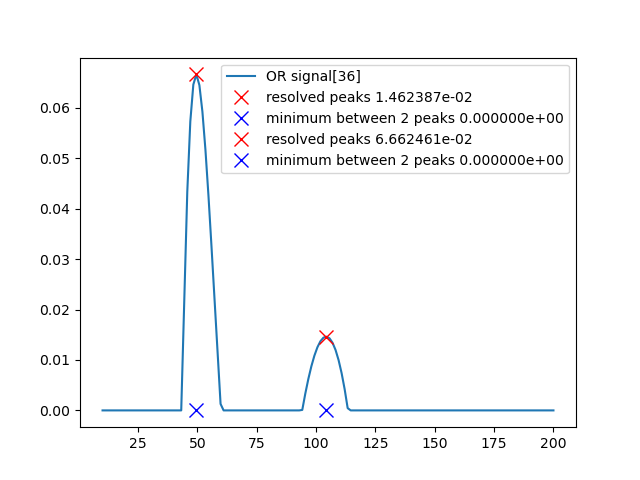 OR signal[36]
resolved peaks 1.462387e-02
minimum between 2 peaks 0.000000e+00
resolved peaks 6.662461e-02
minimum between 2 peaks 0.000000e+00
0.06
0.05
0.04
0.03
0.02
0.01
0.00
25 50 75 100 125 150 175 200